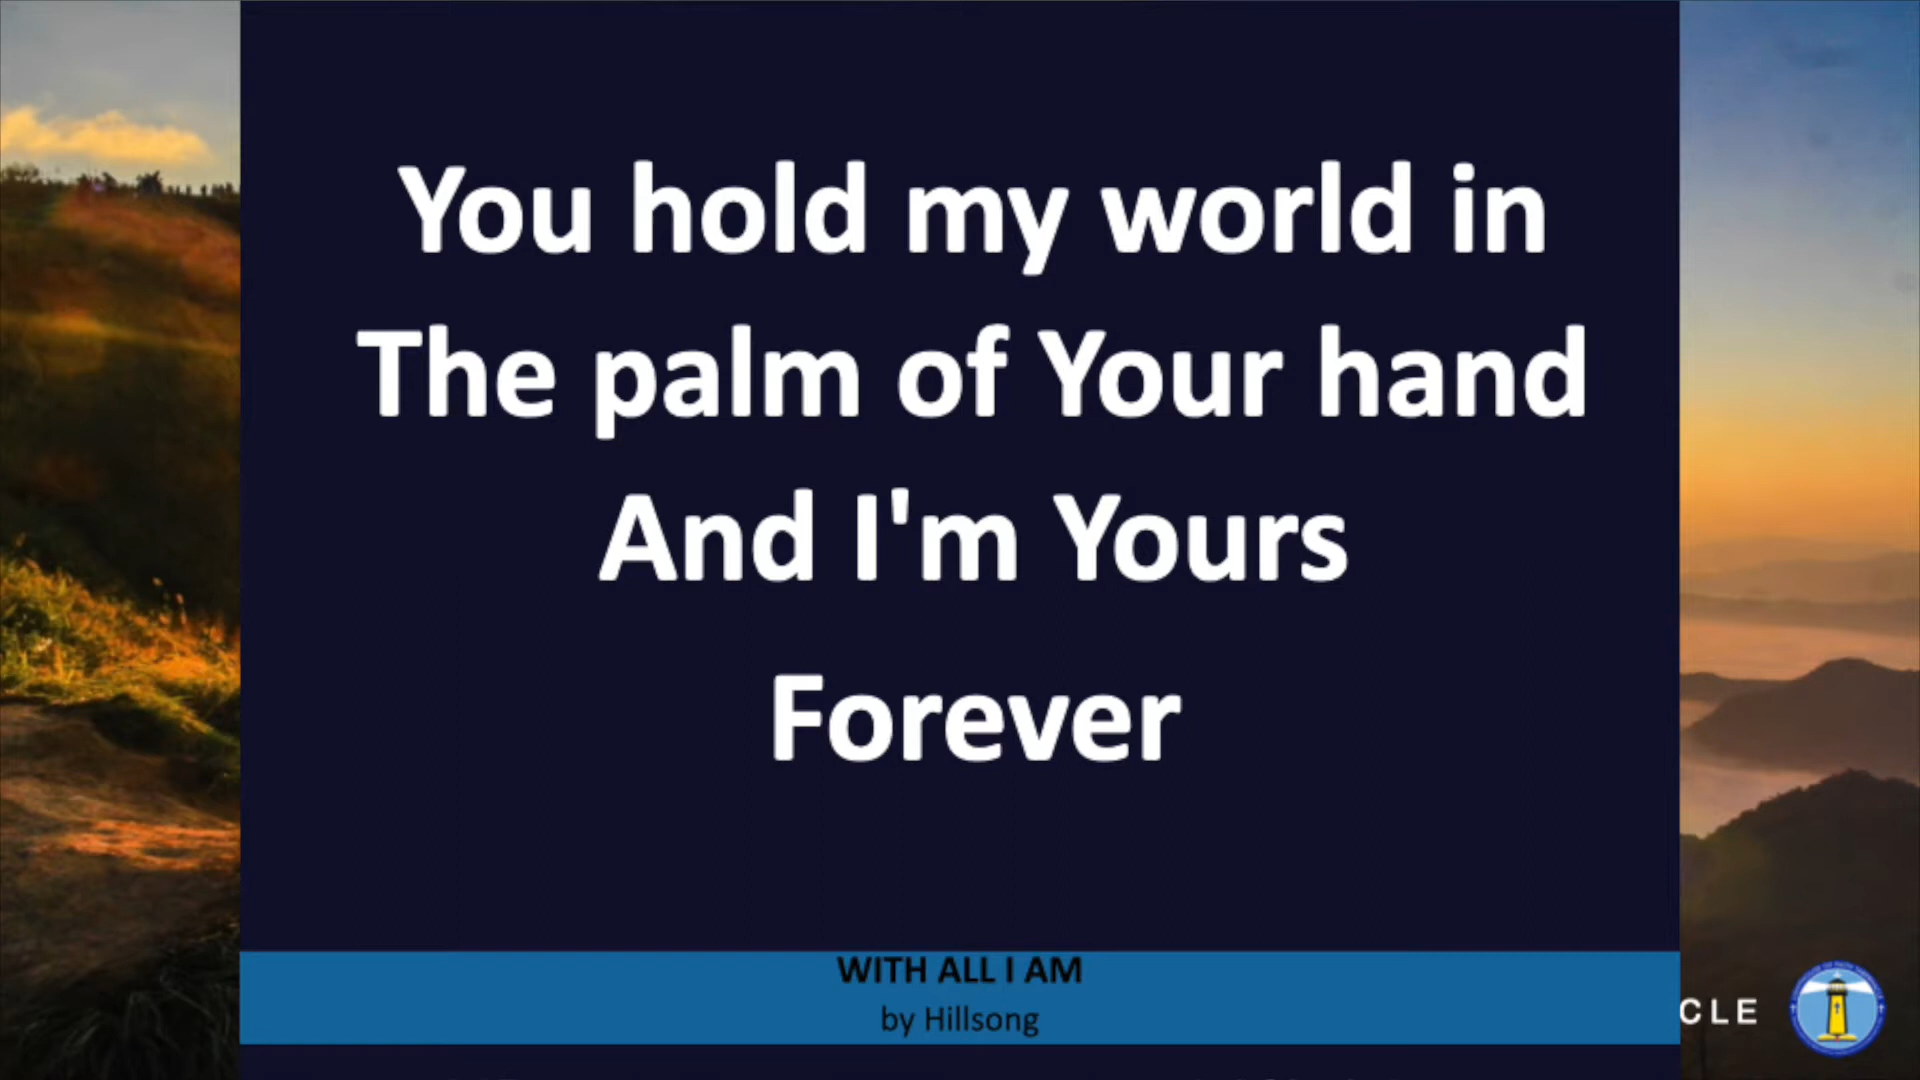 You hold my world in
The palm of Your hand
And I'm Yours
Forever
WITH ALL I AM
by Hillsong
CLE